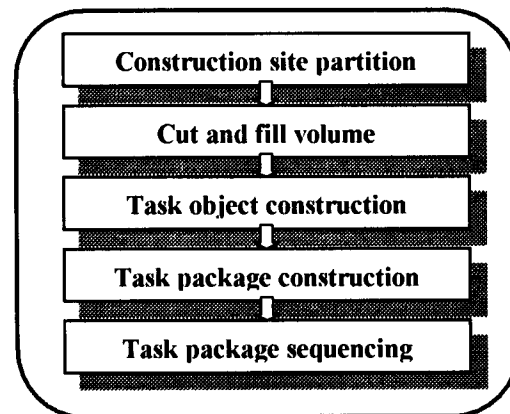 Construction site partition
Cut and fill volume
Task object construction
Task package construction
Task package sequencing